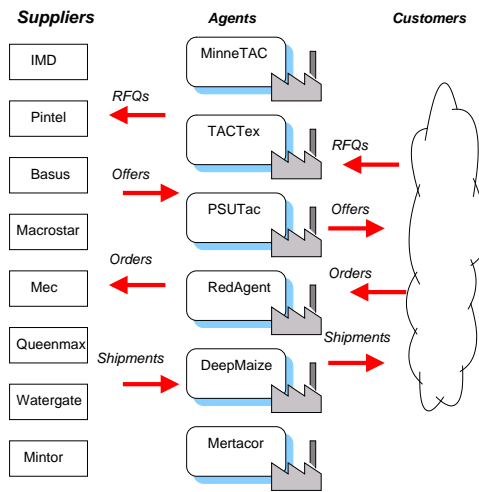 Suppliers
Agents
Customers
IMD
MinneTAC
RFQs
Pintel
TACTex
RFQs
Basus
Offers
PSUTac
Offers
Macrostar
Orders
Mec
RedAgent
Orders
Queenmax
Shipments
DeepMaize
Shipments
Watergate
Mintor
Mertacor